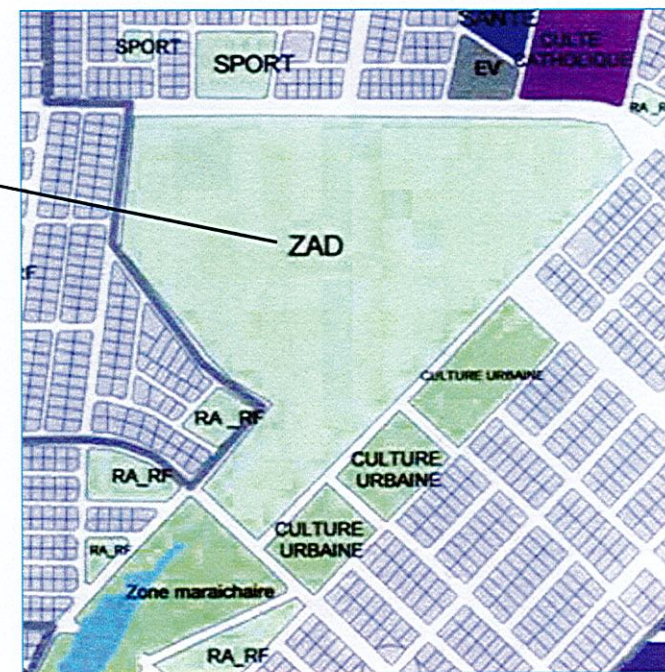 SANTE
SPORT
SPORT
EV
CULTE
CATHOLIQUE
RA_R
ZAD
RF
CULTURE URBAINE
RA_RF
CULTURE
URBAINE
RA_RF
CULTURE
URBAINE
RA_RF
Zone maraichaire
RA_RF